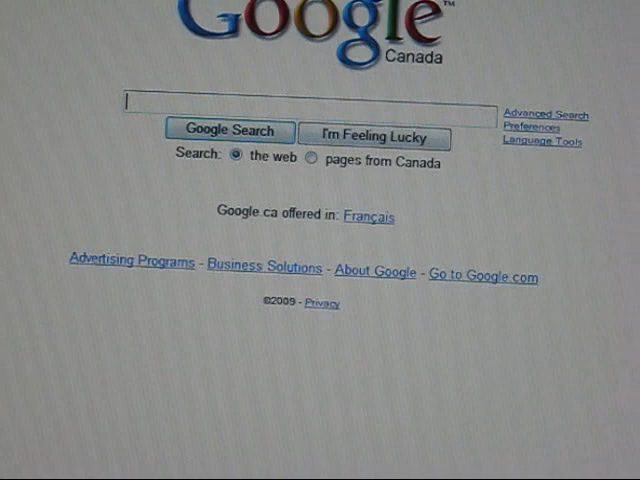 Google™
Canada
Advanced Search
Preferences
Language Tools
Google Search I'm Feeling Lucky
Search: the web pages from Canada
Google.ca offered in: Français
Advertising Programs - Business Solutions - About Google - Go to Google.com
©2009 - Privacy